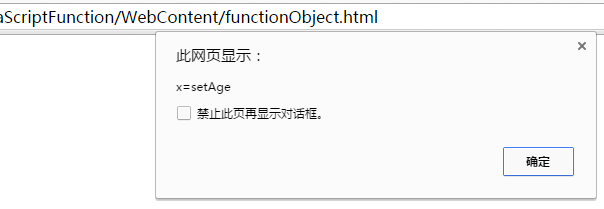 aScriptFunction/WebContent/functionObject.html
此网页显示：
x=setAge
禁止此页再显示对话框。
确定